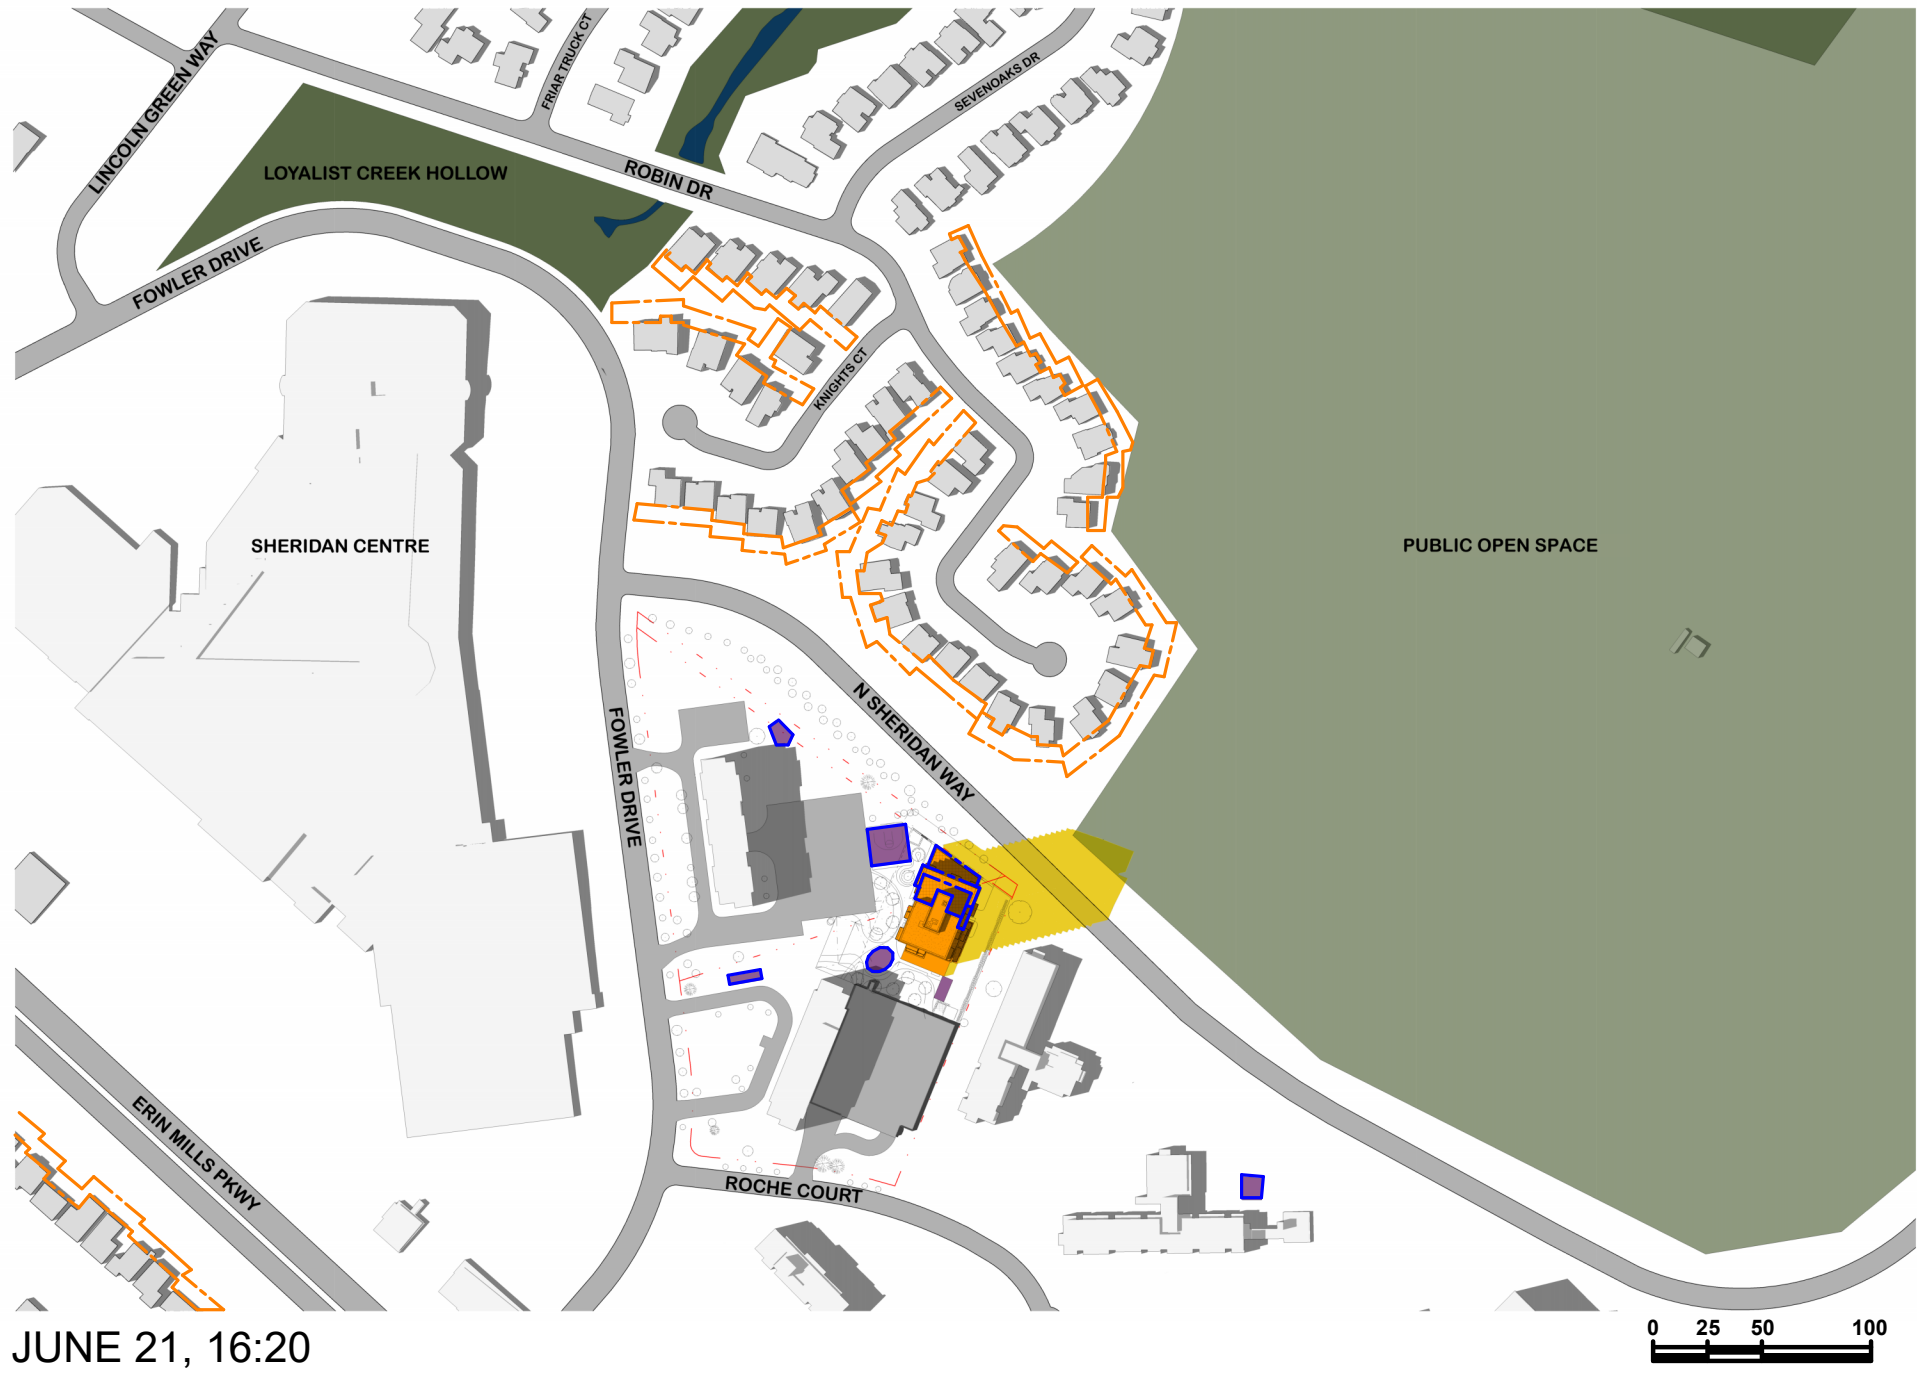 FRIAR TRUCK CT
LINCOLN GREEN WAY
SEVENOAKS DR
LOYALIST CREEK HOLLOW
ROBIN DR
FOWLER DRIVE
KNIGHTS CT
SHERIDAN CENTRE
PUBLIC OPEN SPACE
N SHERIDAN WAY
FOWLER DRIVE
ERIN MILLS PKWY
ROCHE COURT
JUNE 21, 16:20
0 25 50 100